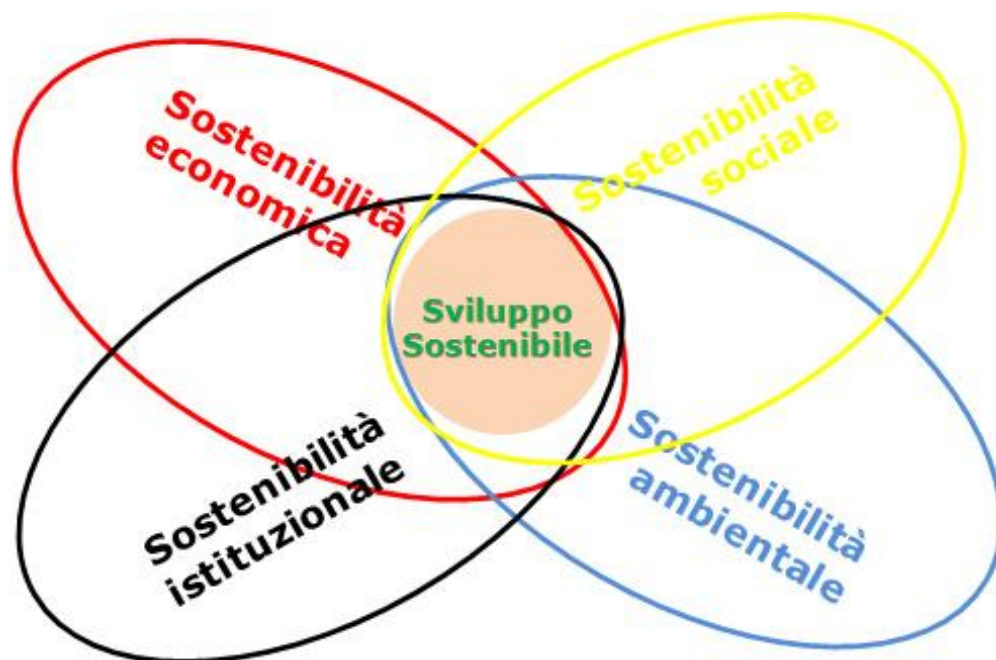 Sostenibilità
economica
Sostenibilità
sociale
Sviluppo
Sostenibile
Sostenibilità
istituzionale
Sostenibilità
ambientale